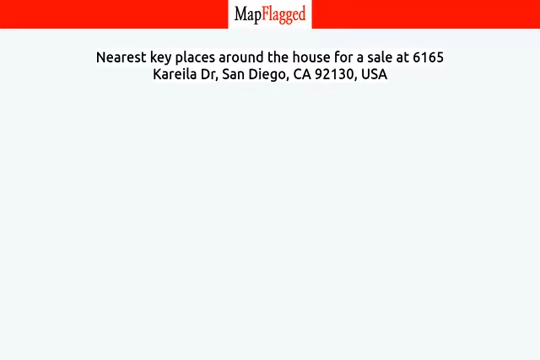 MapFlagged
Nearest key places around the house for a sale at 6165
Kareila Dr, San Diego, CA 92130, USA